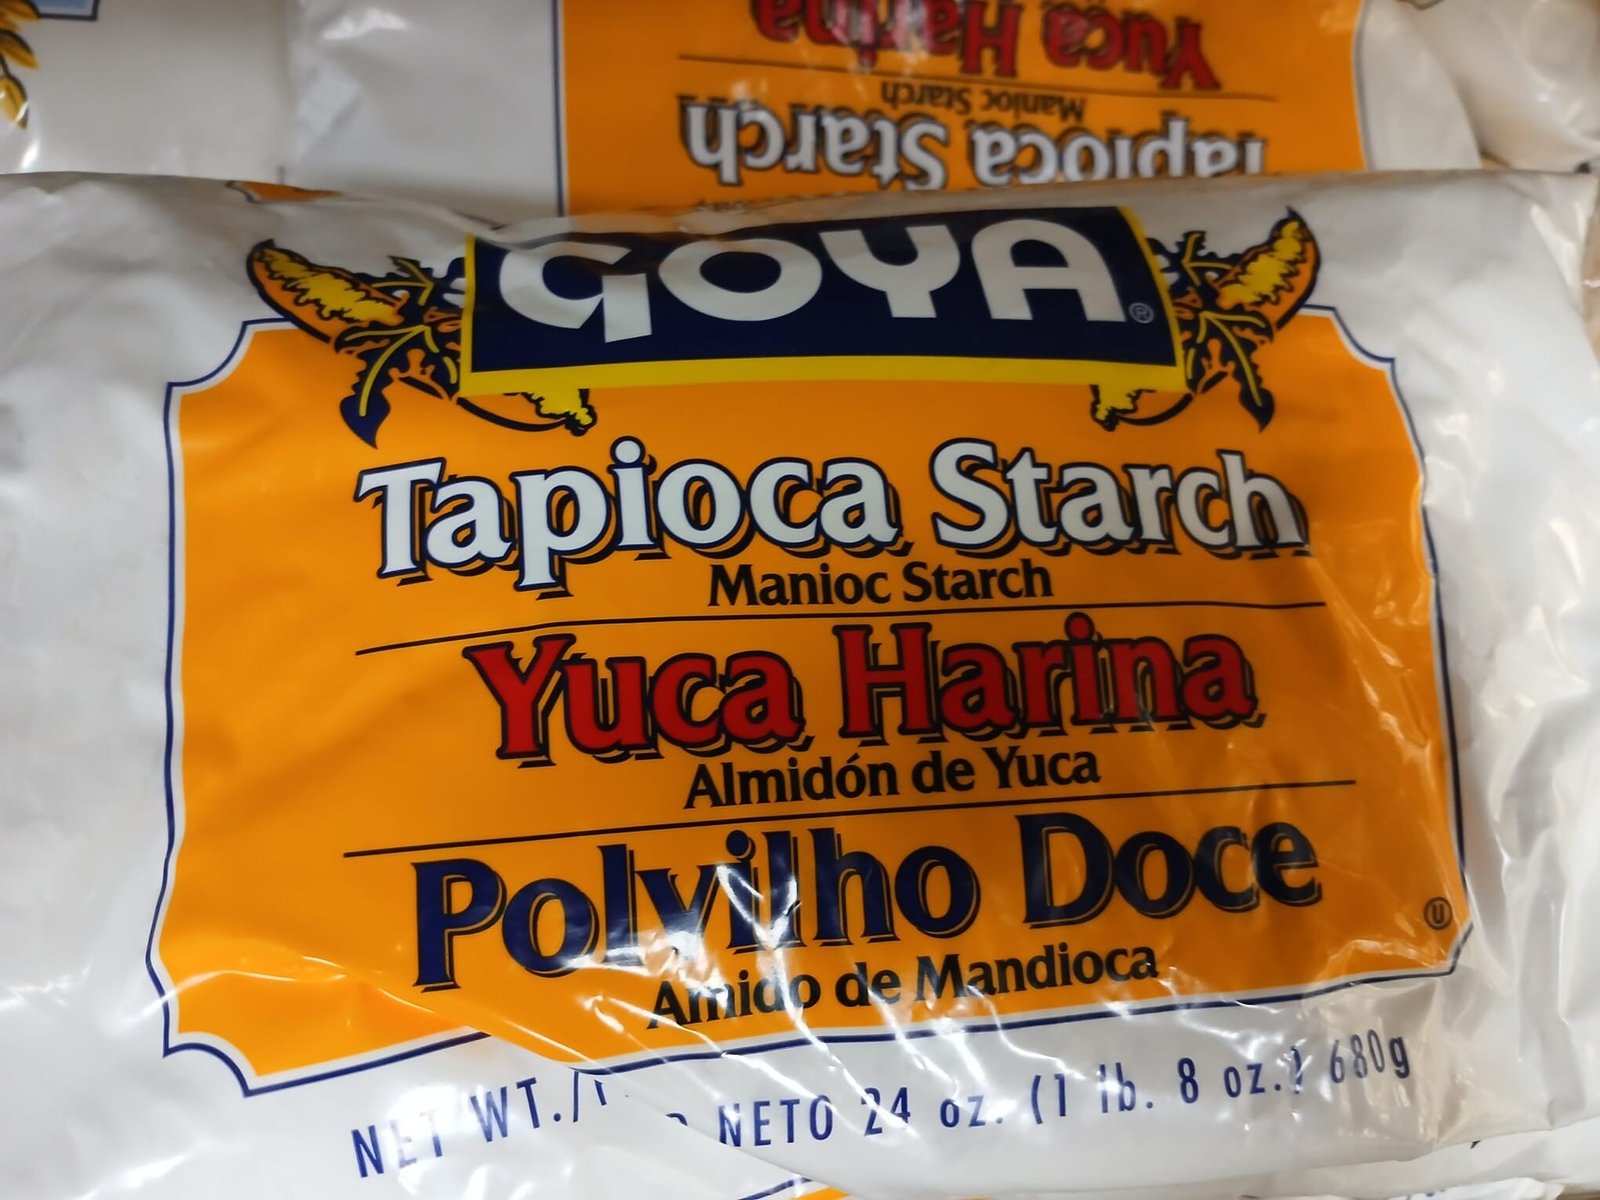 Yuca Harina
Manioc Starch
Tapioca Starch
GOYA®
Tapioca Starch
Manioc Starch
Yuca Harina
Almidón de Yuca
Polvilho Doce
Amido de Mandioca
U
NET WT./ NETO 24 oz. (1 lb. 8 oz.) 680g